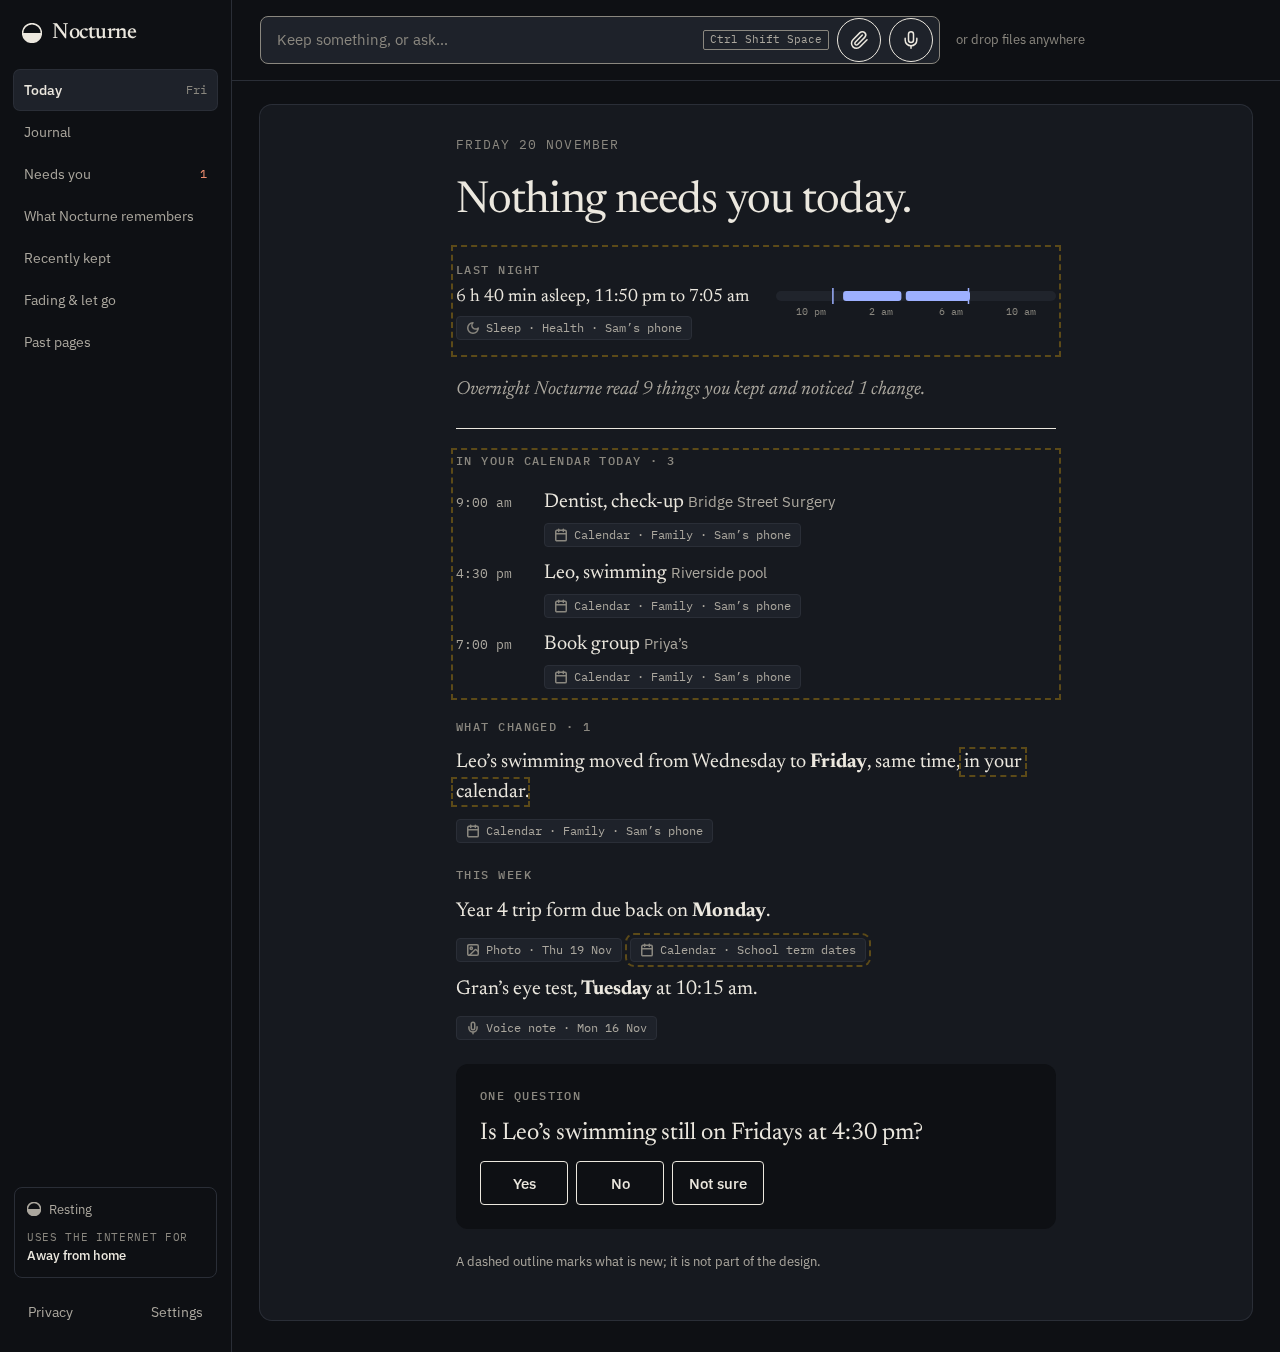 Nocturne
Today Fri
Journal
Needs you 1
What Nocturne remembers
Recently kept
Fading & let go
Past pages
Resting
USES THE INTERNET FOR
Away from home
Privacy Settings
Keep something, or ask... Ctrl Shift Space
or drop files anywhere
FRIDAY 20 NOVEMBER
Nothing needs you today.
LAST NIGHT
6 h 40 min asleep, 11:50 pm to 7:05 am
Sleep · Health · Sam’s phone
10 pm 2 am 6 am 10 am
Overnight Nocturne read 9 things you kept and noticed 1 change.
IN YOUR CALENDAR TODAY · 3
9:00 am Dentist, check-up Bridge Street Surgery
Calendar · Family · Sam’s phone
4:30 pm Leo, swimming Riverside pool
Calendar · Family · Sam’s phone
7:00 pm Book group Priya’s
Calendar · Family · Sam’s phone
WHAT CHANGED · 1
Leo’s swimming moved from Wednesday to Friday, same time, in your
calendar.
Calendar · Family · Sam’s phone
THIS WEEK
Year 4 trip form due back on Monday.
Photo · Thu 19 Nov Calendar · School term dates
Gran’s eye test, Tuesday at 10:15 am.
Voice note · Mon 16 Nov
ONE QUESTION
Is Leo’s swimming still on Fridays at 4:30 pm?
Yes No Not sure
A dashed outline marks what is new; it is not part of the design.